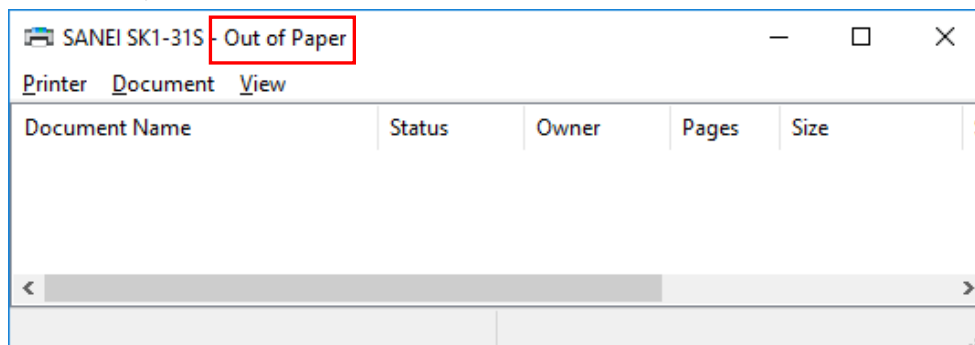 SANEI SK1-31S - Out of Paper
Printer Document View
Document Name Status Owner Pages Size